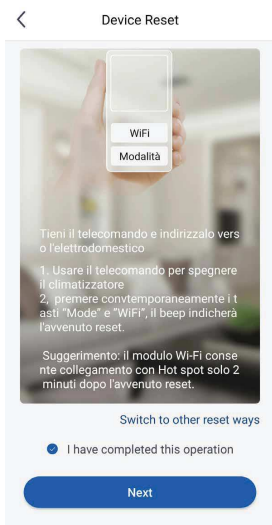 Device Reset
WiFi
Modalità
Tieni il telecomando e indirizzalo vers
o l'elettrodomestico
1. Usare il telecomando per spegnere
il climatizzatore
2, premere convtemporaneamente i t
asti "Mode" e "WiFi", il beep indicherà
l'avvenuto reset.
Suggerimento: il modulo Wi-Fi conse
nte collegamento con Hot spot solo 2
minuti dopo l'avvenuto reset.
Switch to other reset ways
I have completed this operation
Next